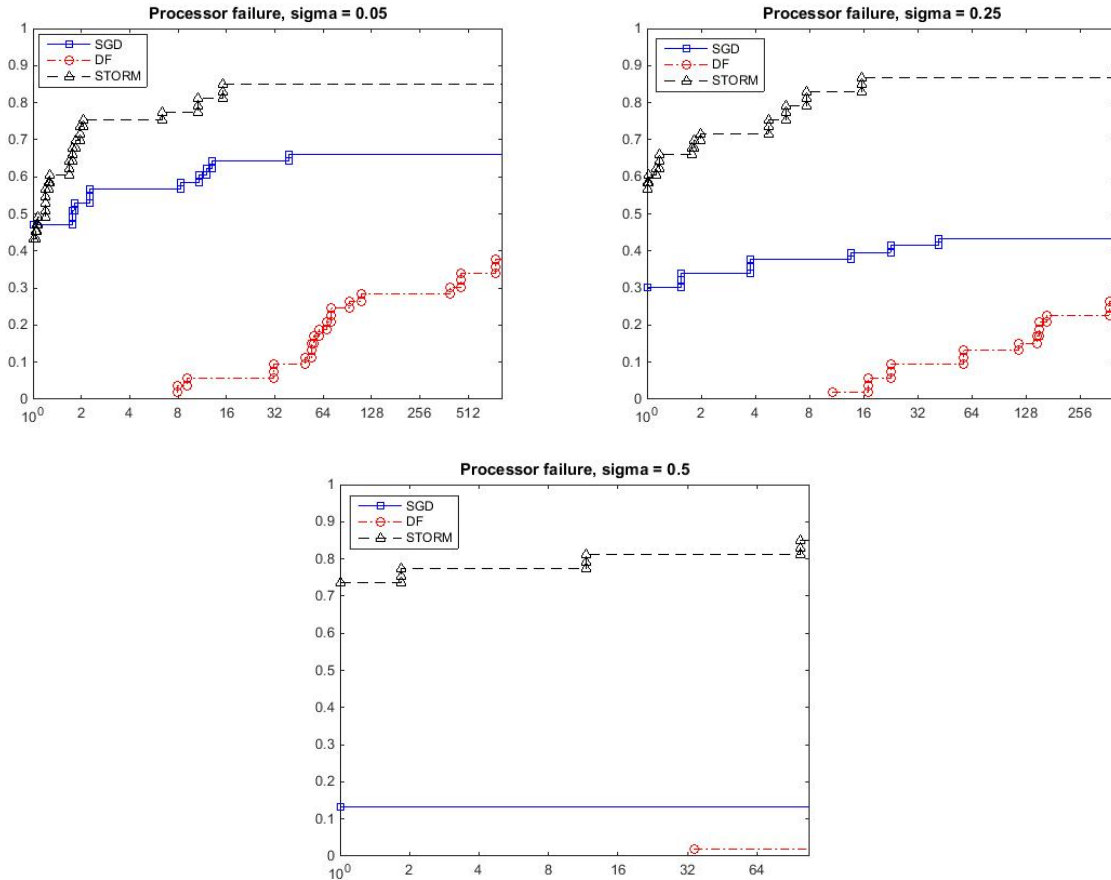 Processor failure, sigma = 0.05
1
0.9
0.8
0.7
0.6
0.5
0.4
0.3
0.2
0.1
0
SGD
DF
STORM
10^0 2 4 8 16 32 64 128 256 512
Processor failure, sigma = 0.25
1
0.9
0.8
0.7
0.6
0.5
0.4
0.3
0.2
0.1
0
SGD
DF
STORM
10^0 2 4 8 16 32 64 128 256
Processor failure, sigma = 0.5
1
0.9
0.8
0.7
0.6
0.5
0.4
0.3
0.2
0.1
0
SGD
DF
STORM
10^0 2 4 8 16 32 64